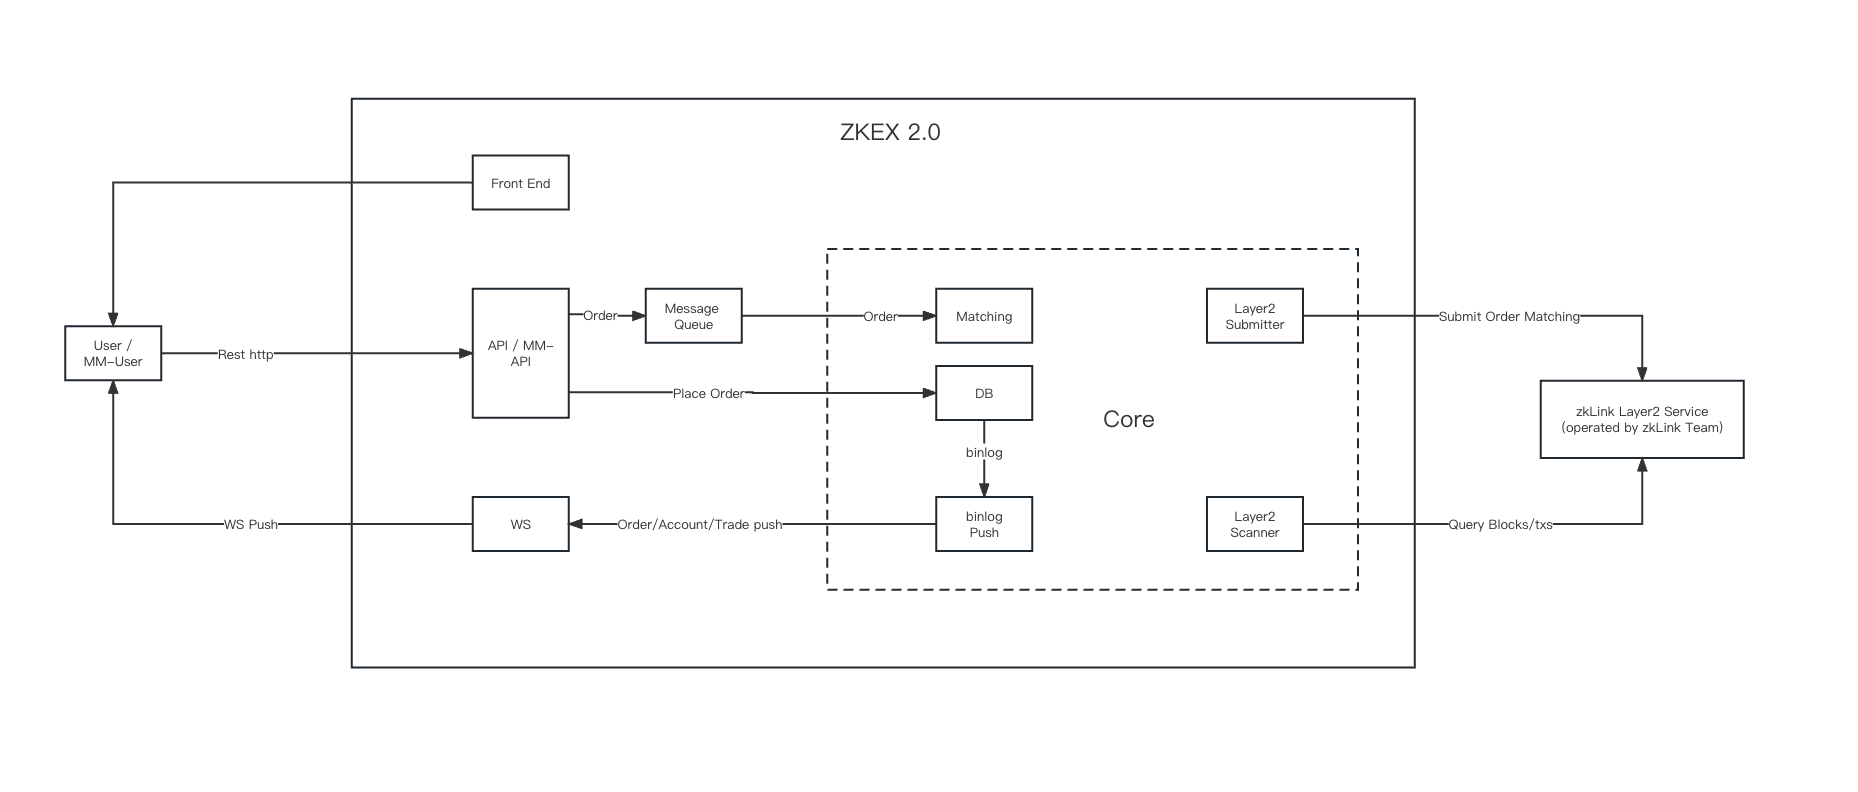 ZKEX 2.0
Front End
User /
MM-User
Rest http
API / MM-
API
Order
Message
Queue
Order
Matching
Place Order
DB
binlog
binlog
Push
Order/Account/Trade push
WS
WS Push
Core
Layer2
Submitter
Submit Order Matching
Layer2
Scanner
Query Blocks/txs
zkLink Layer2 Service
(operated by zkLink Team)